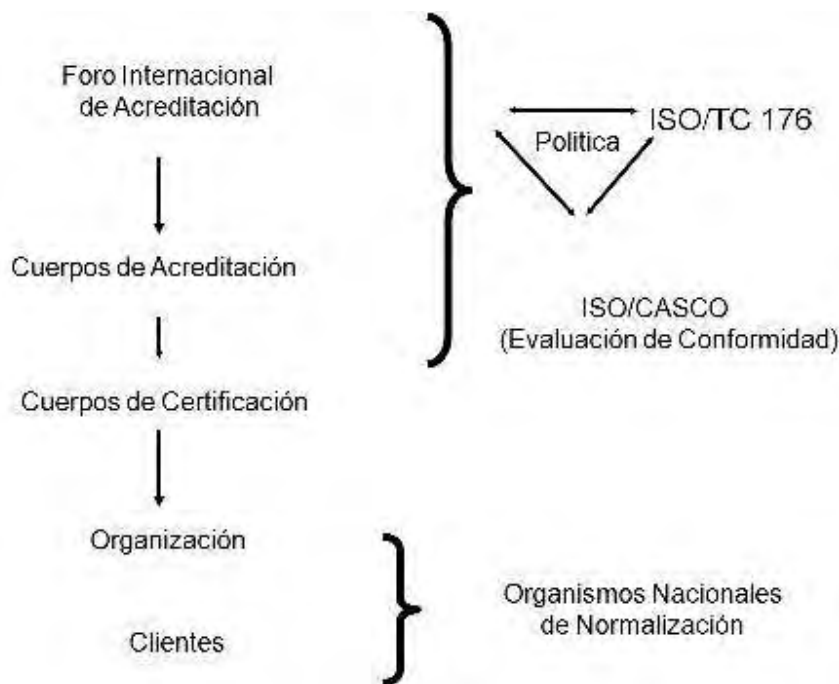 Foro Internacional
de Acreditación
Cuerpos de Acreditación
Cuerpos de Certificación
Organización
Clientes
Politica
ISO/TC 176
ISO/CASCO
(Evaluación de Conformidad)
Organismos Nacionales
de Normalización